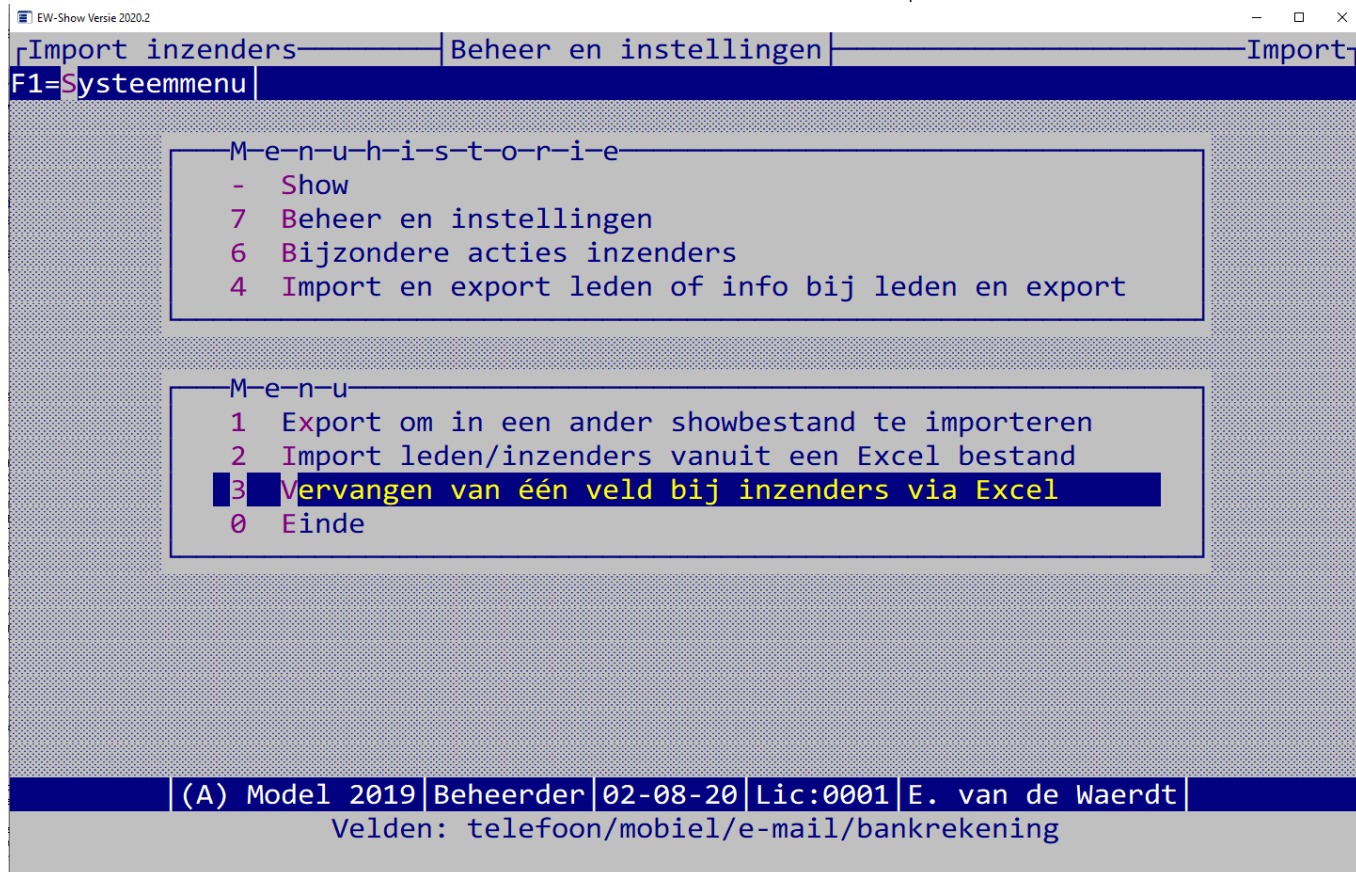 EW-Show Versie 2020.2
Import inzenders Beheer en instellingen Import
F1=Systeemmenu
M-e-n-u-h-i-s-t-o-r-i-e
- Show
7 Beheer en instellingen
6 Bijzondere acties inzenders
4 Import en export leden of info bij leden en export
M-e-n-u
1 Export om in een ander showbestand te importeren
2 Import leden/inzenders vanuit een Excel bestand
3 Vervangen van één veld bij inzenders via Excel
0 Einde
(A) Model 2019|Beheerder|02-08-20|Lic:0001|E. van de Waerdt
Velden: telefoon/mobiel/e-mail/bankrekening